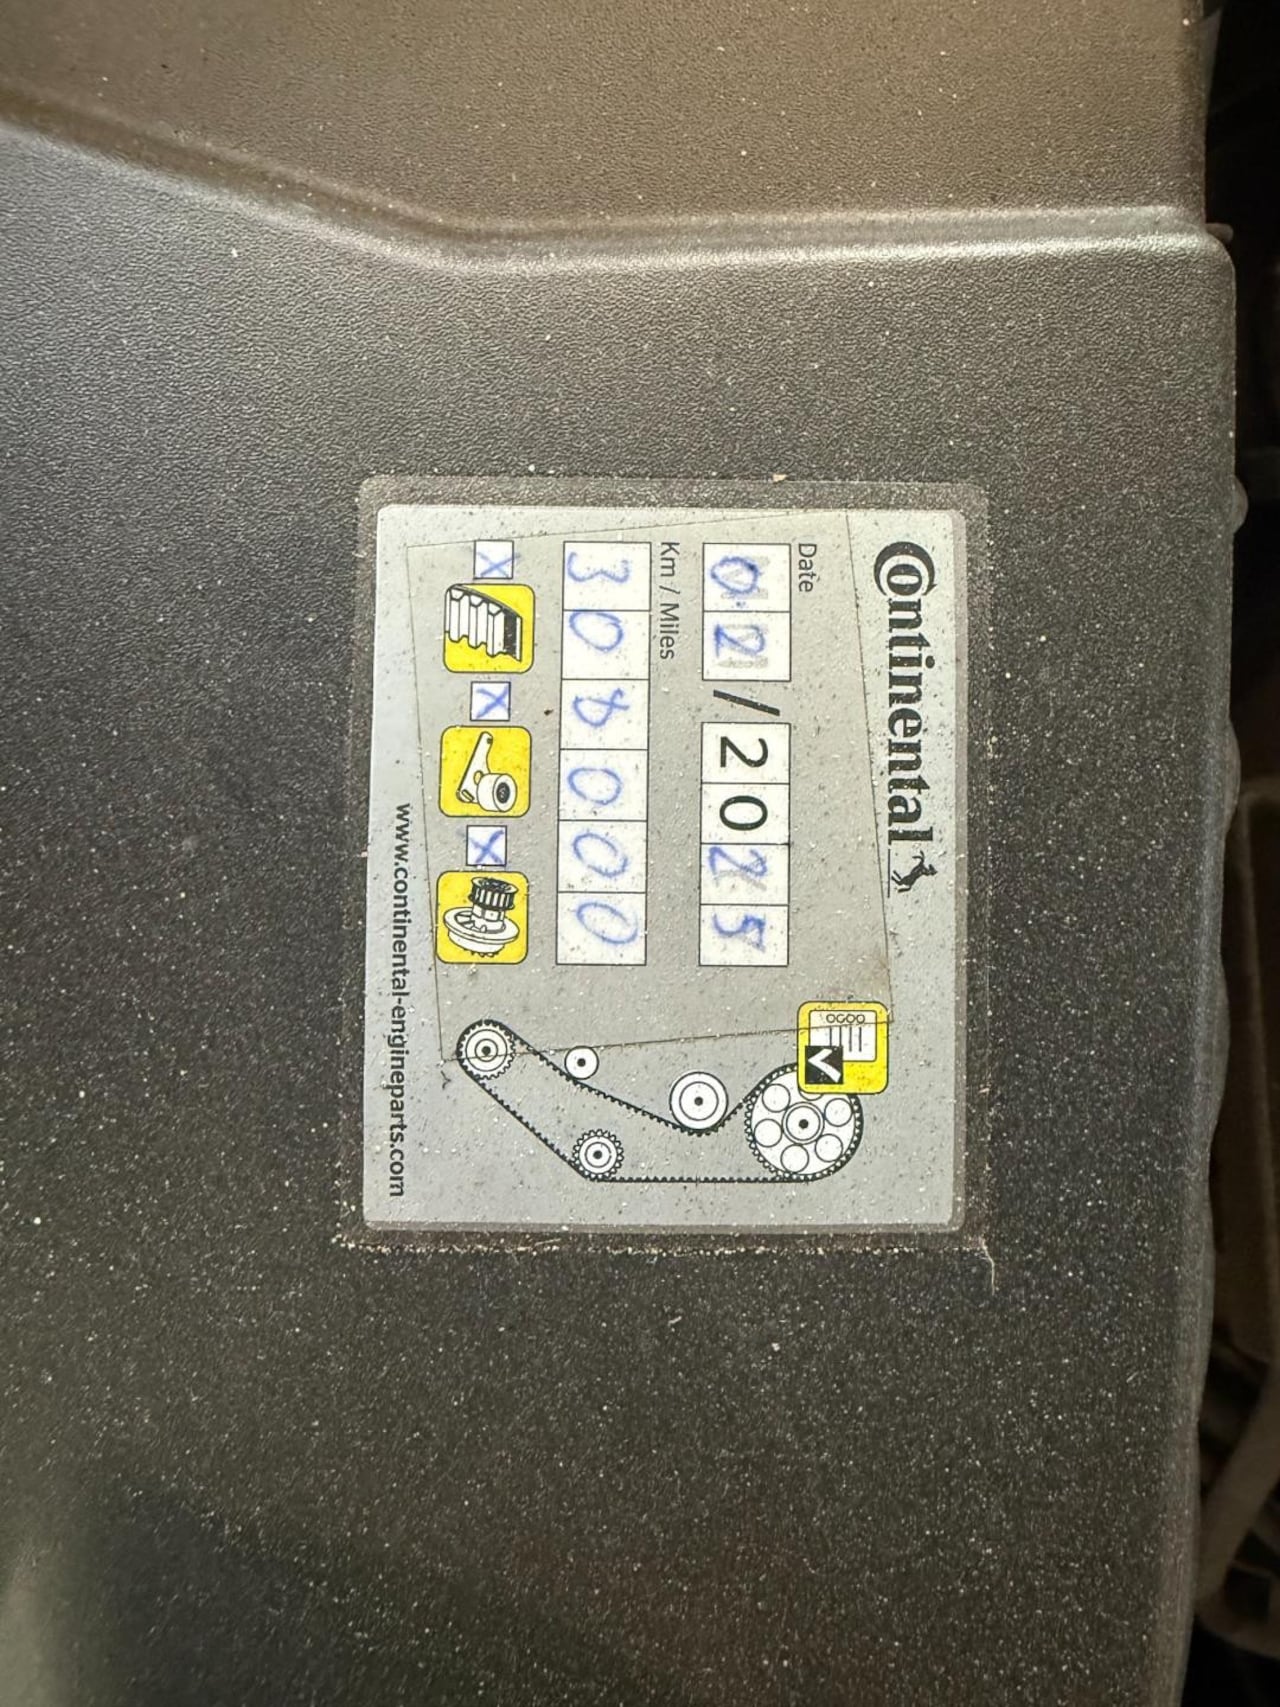 Continental
Date
02/2025
Km / Miles
308000
X X X
www.continental-engineparts.com